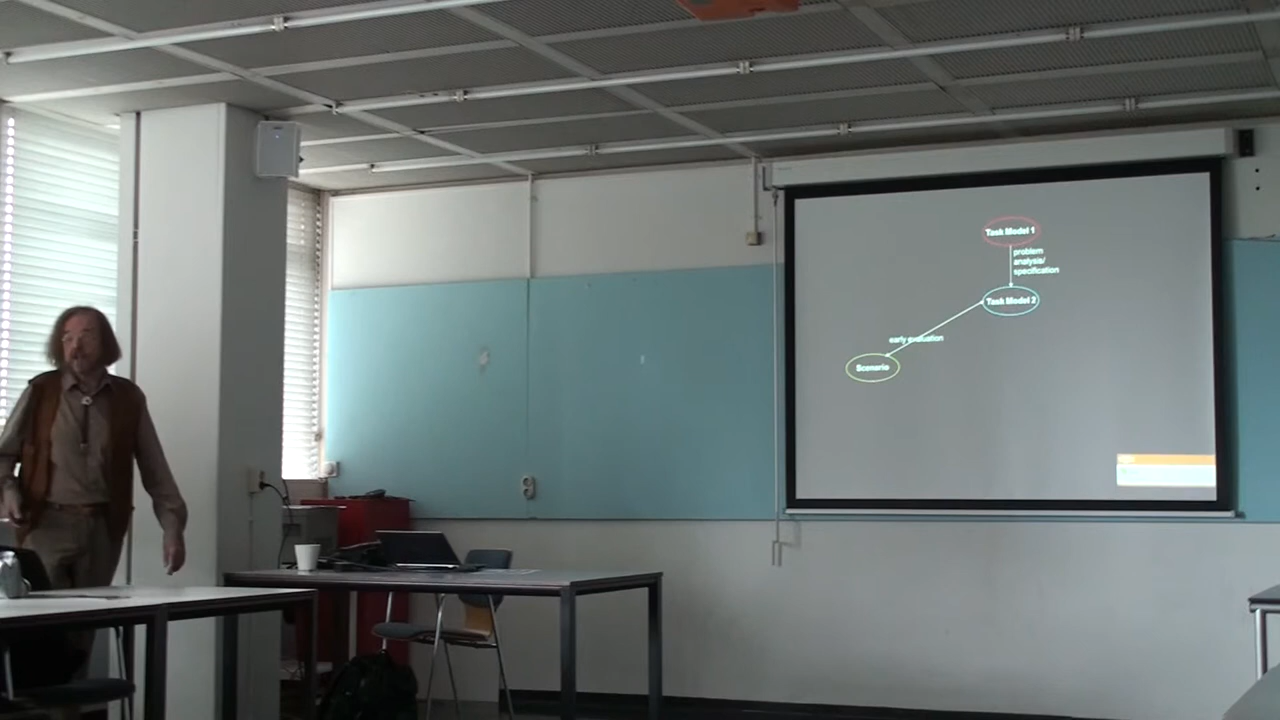 Task Model 1
problem
analysis/
specification
Task Model 2
early evaluation
Scenario